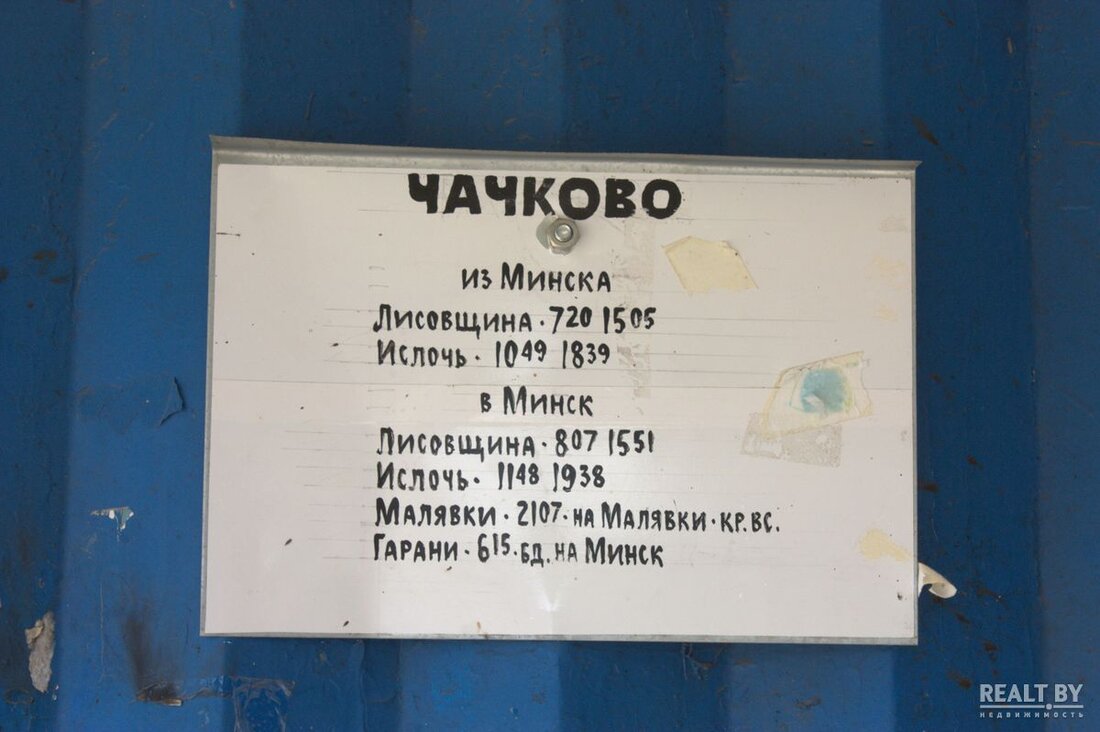 ЧАЧКОВО
из Минска
Лисовщина · 720 1505
Ислочь · 1049 1839
в Минск
Лисовщина · 807 1551
Ислочь · 1148 1938
Малявки · 2107 · на Малявки · кр. вс.
Гарани · 615 · бд. на Минск
REALT.BY
недвижимость